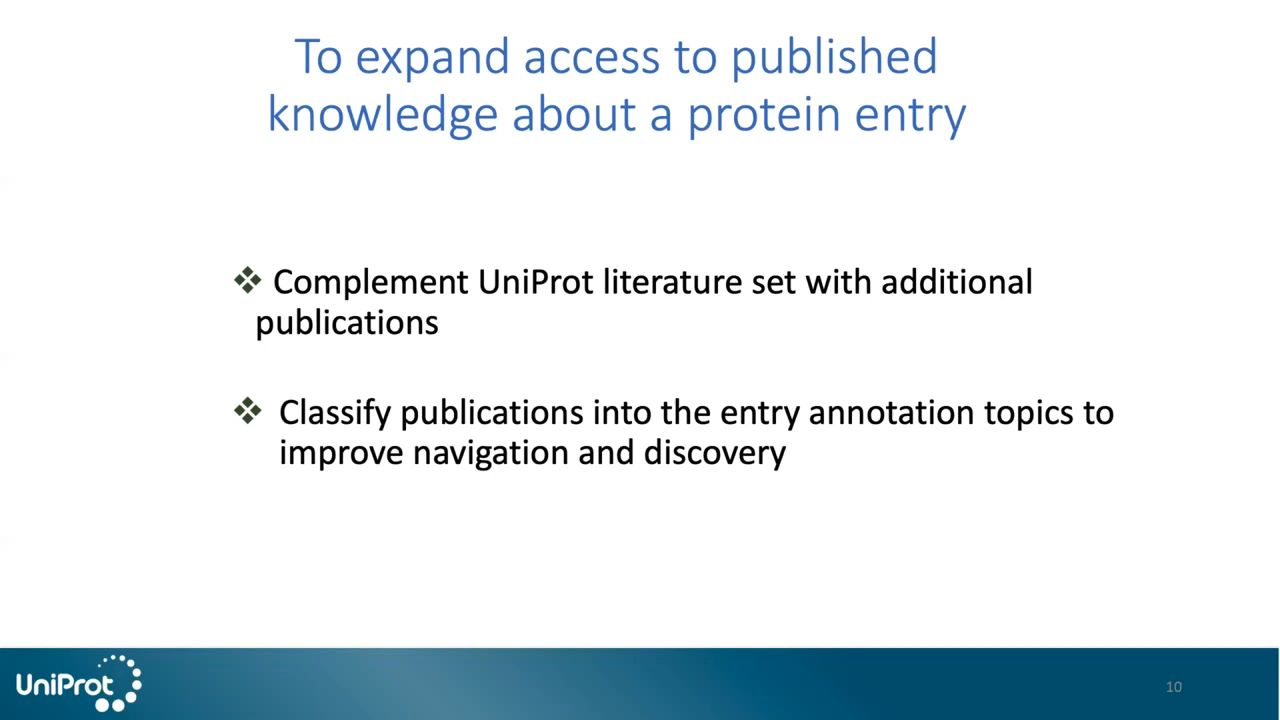 To expand access to published
knowledge about a protein entry
❖ Complement UniProt literature set with additional
publications
❖ Classify publications into the entry annotation topics to
improve navigation and discovery
UniProt
10